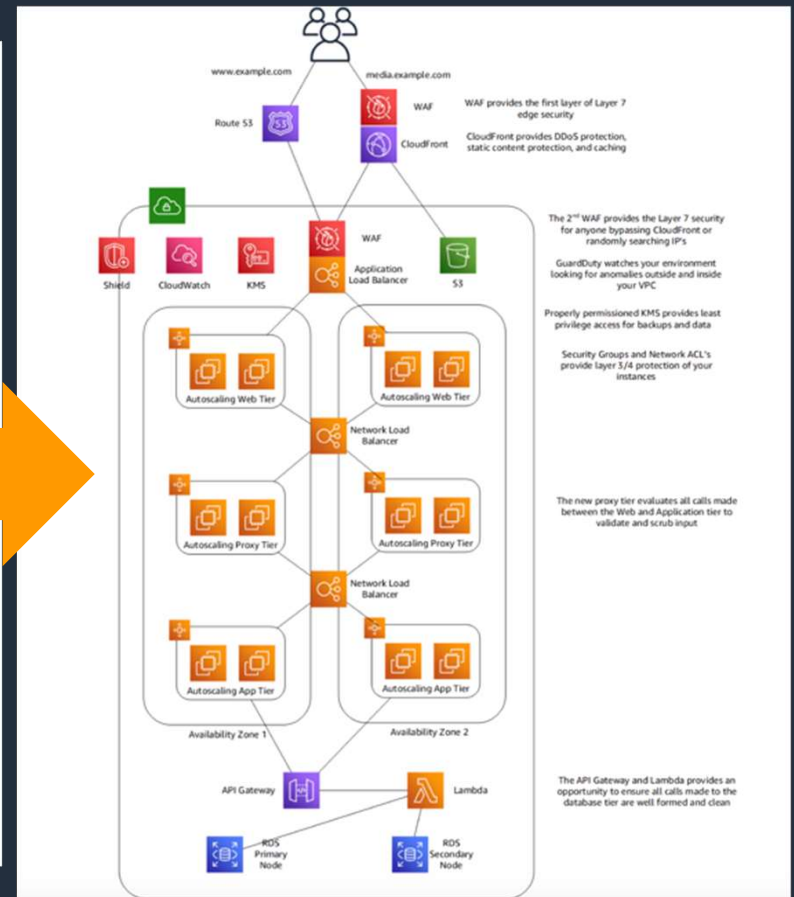 www.example.com
media.example.com
Route 53
53
WAF
CloudFront
WAF provides the first layer of Layer 7
edge security
CloudFront provides DDoS protection,
static content protection, and caching
Shield
CloudWatch
KMS
WAF
Application
Load Balancer
S3
The 2nd WAF provides the Layer 7 security
for anyone bypassing CloudFront or
randomly searching IP's
GuardDuty watches your environment
looking for anomalies outside and inside
your VPC
Properly permissioned KMS provides least
privilege access for backups and data
Security Groups and Network ACL's
provide layer 3/4 protection of your
instances
Autoscaling Web Tier
Autoscaling Web Tier
Network Load
Balancer
Autoscaling Proxy Tier
Autoscaling Proxy Tier
The new proxy tier evaluates all calls made
between the Web and Application tier to
validate and scrub input
Network Load
Balancer
Autoscaling App Tier
Autoscaling App Tier
Availability Zone 1
Availability Zone 2
API Gateway
Lambda
The API Gateway and Lambda provides an
opportunity to ensure all calls made to the
database tier are well formed and clean
RDS
Primary
Node
RDS
Secondary
Node